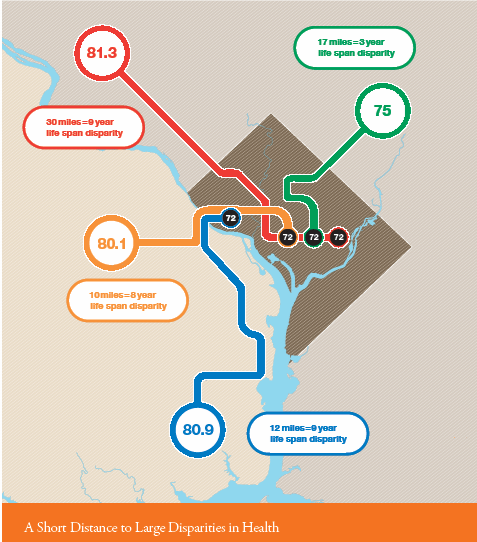 17 miles=3 year
life span disparity
81.3
75
30 miles=9 year
life span disparity
72
80.1
72
72
72
10 miles=8 year
life span disparity
80.9
12 miles=9 year
life span disparity
A Short Distance to Large Disparities in Health